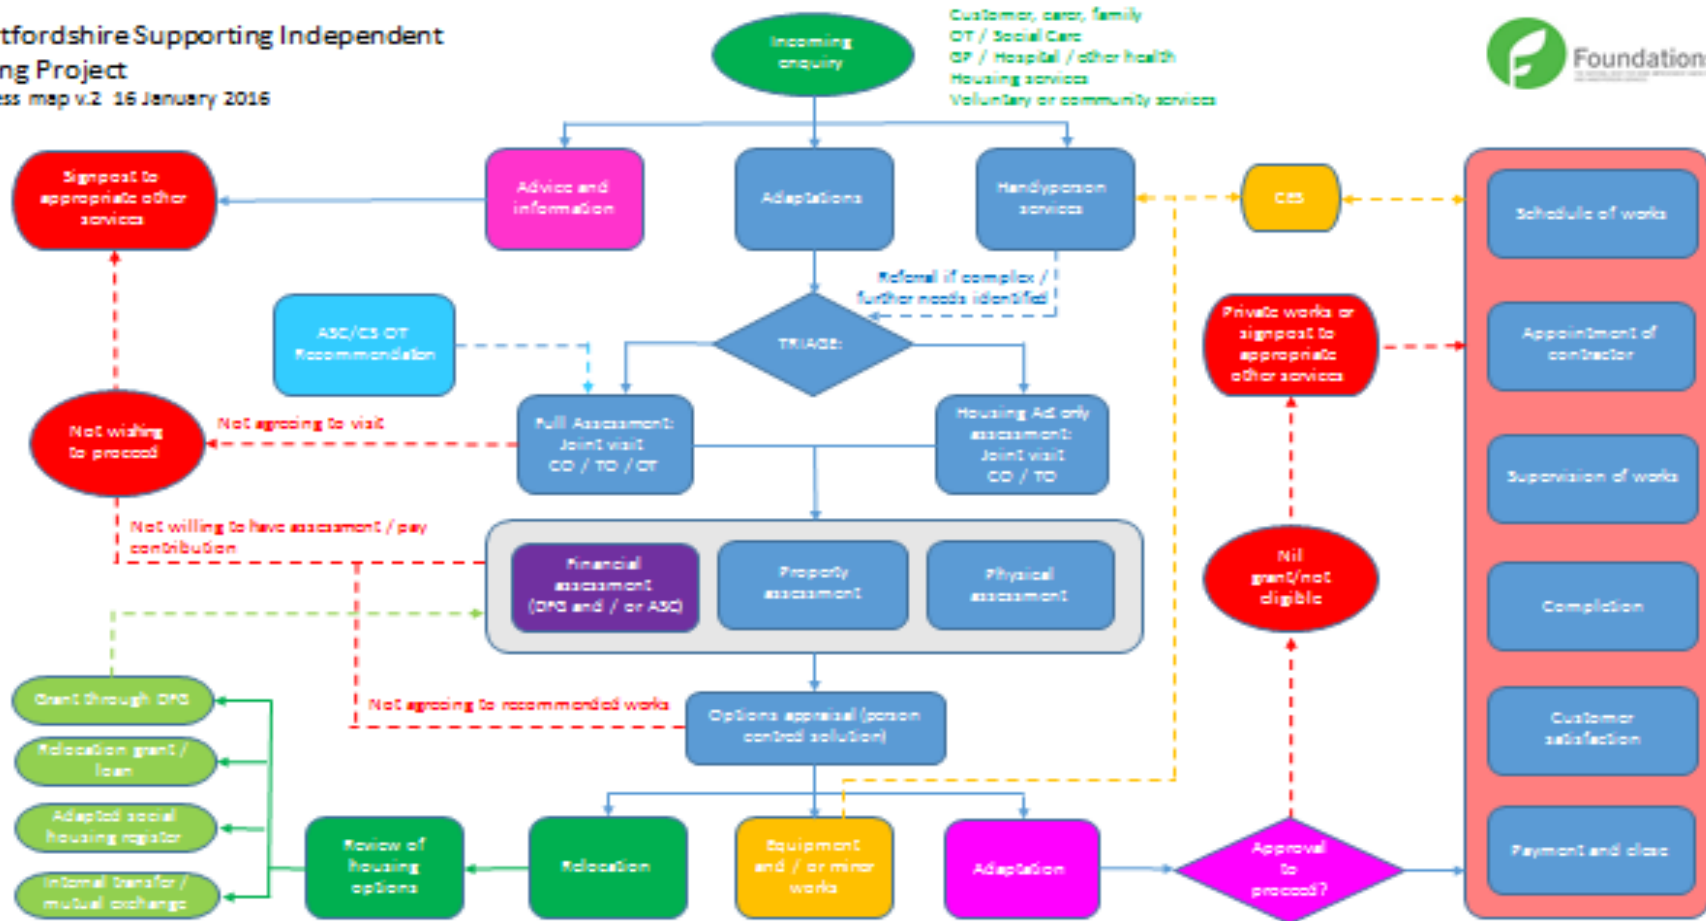 tfordshire Supporting Independent
ng Project
ess map v.2 16 January 2016
Incoming
enquiry
Customer, carer, family
OT / Social Care
GP / Hospital / other health
Housing services
Voluntary or community services
Foundation
Signpost to
appropriate other
services
Advice and
information
Adaptations
Handyperson
services
CES
Schedule of works
Referral if complex /
further needs identified
ASC/CS OT
Recommendation
TRIAGE:
Private works or
signpost to
appropriate
other services
Appointment of
contractor
Not wishing
to proceed
Not agreeing to visit
Full Assessment:
Joint visit
CO / TO / OT
Housing Ad only
assessment:
Joint visit
CO / TO
Supervision of works
Not willing to have assessment / pay
contribution
Financial
assessment
(DFG and / or ASC)
Property
assessment
Physical
assessment
Nil
grant/not
eligible
Completion
Grant through DFG
Not agreeing to recommended works
Options appraisal (person
centred solution)
Customer
satisfaction
Relocation grant /
loan
Adapted social
housing register
Internal transfer /
mutual exchange
Review of
housing
options
Relocation
Equipment
and / or minor
works
Adaptation
Approval
to
proceed?
Payment and close